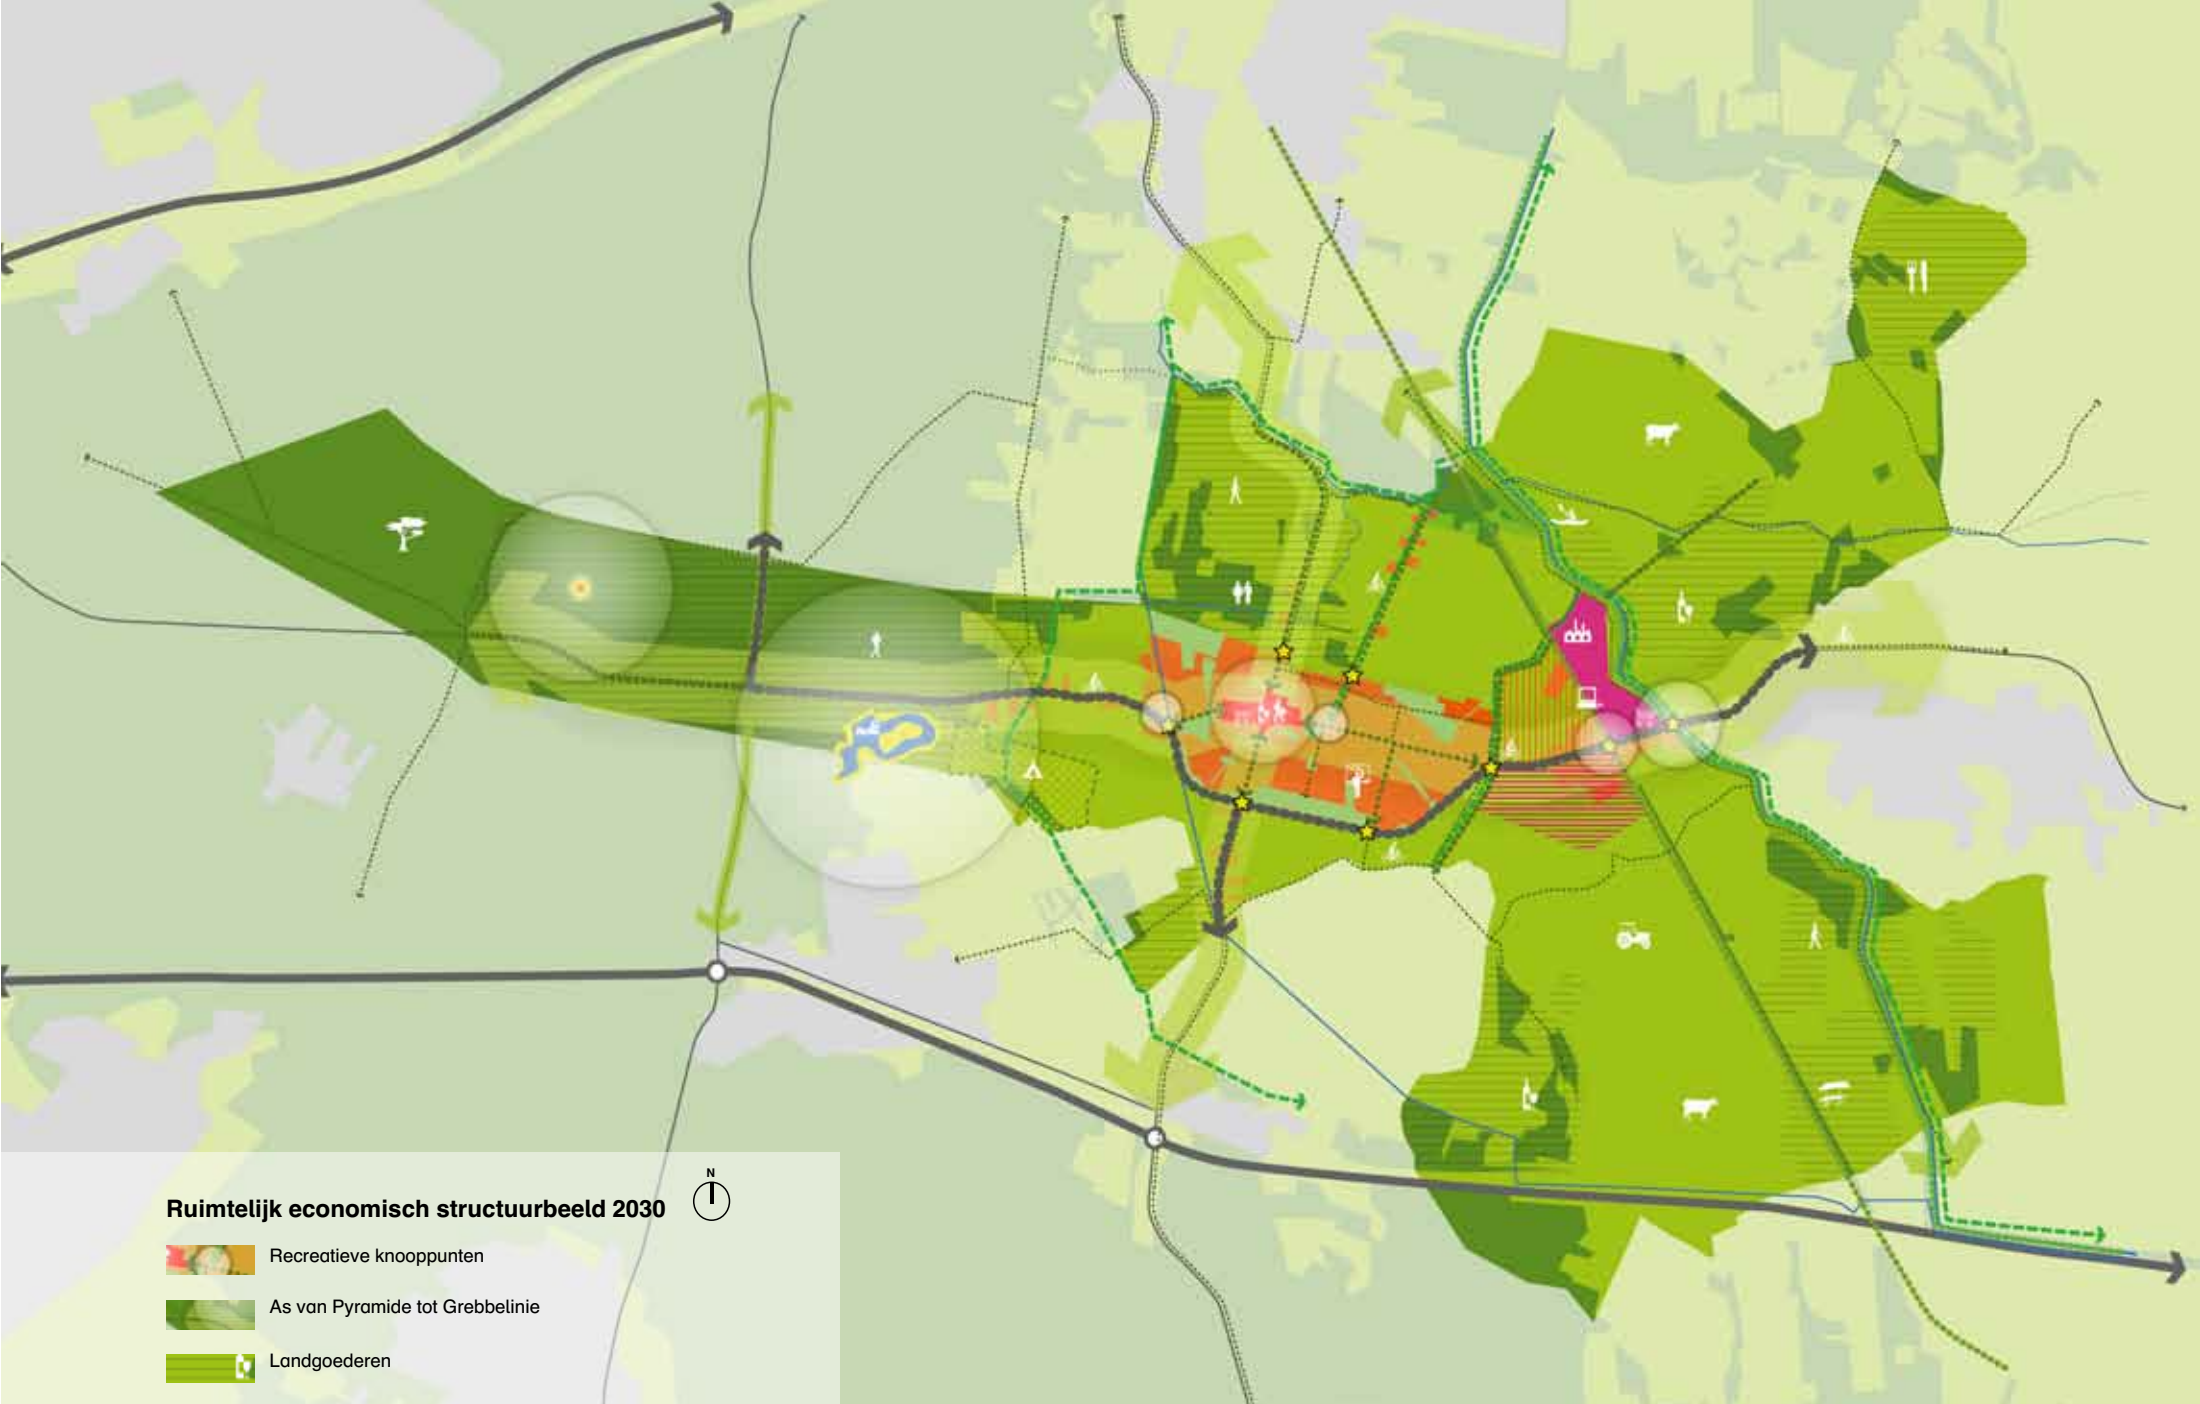 N
Ruimtelijk economisch structuurbeeld 2030
Recreatieve knooppunten
As van Pyramide tot Grebbelinie
Landgoederen